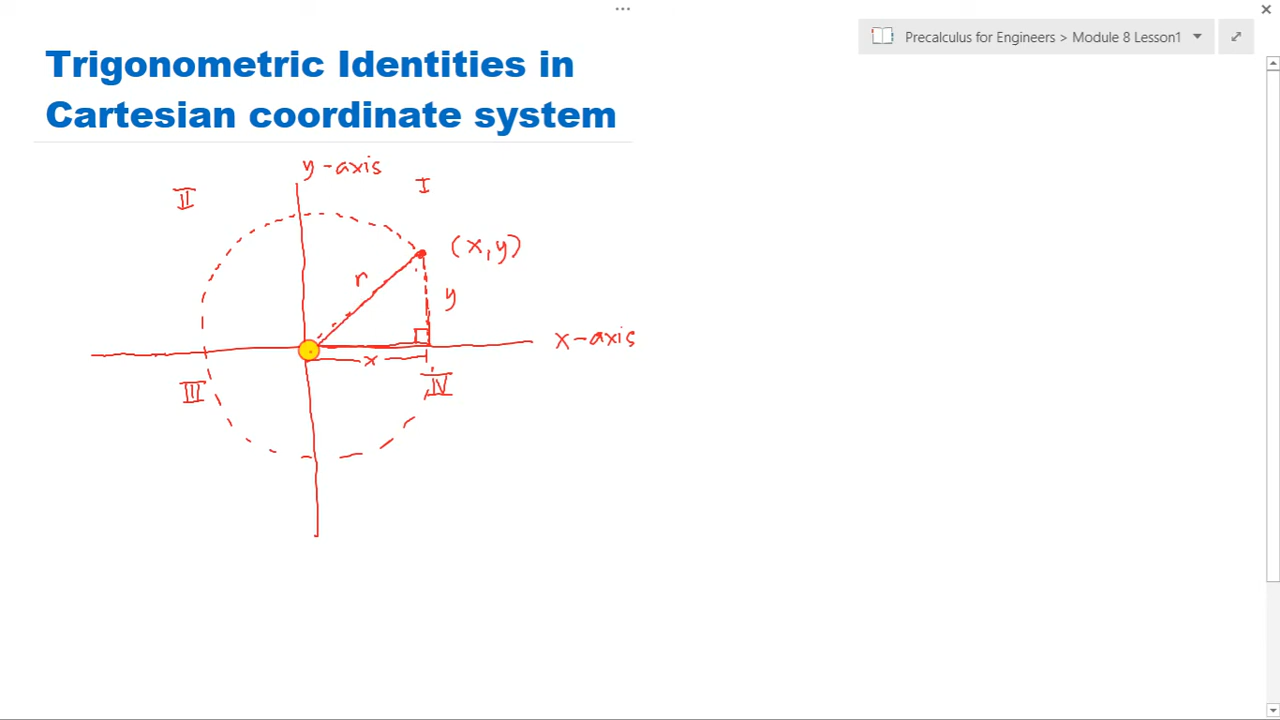 Precalculus for Engineers > Module 8 Lesson1
Trigonometric Identities in
Cartesian coordinate system
y-axis
I
II
(x,y)
r
y
x-axis
x
III
IV